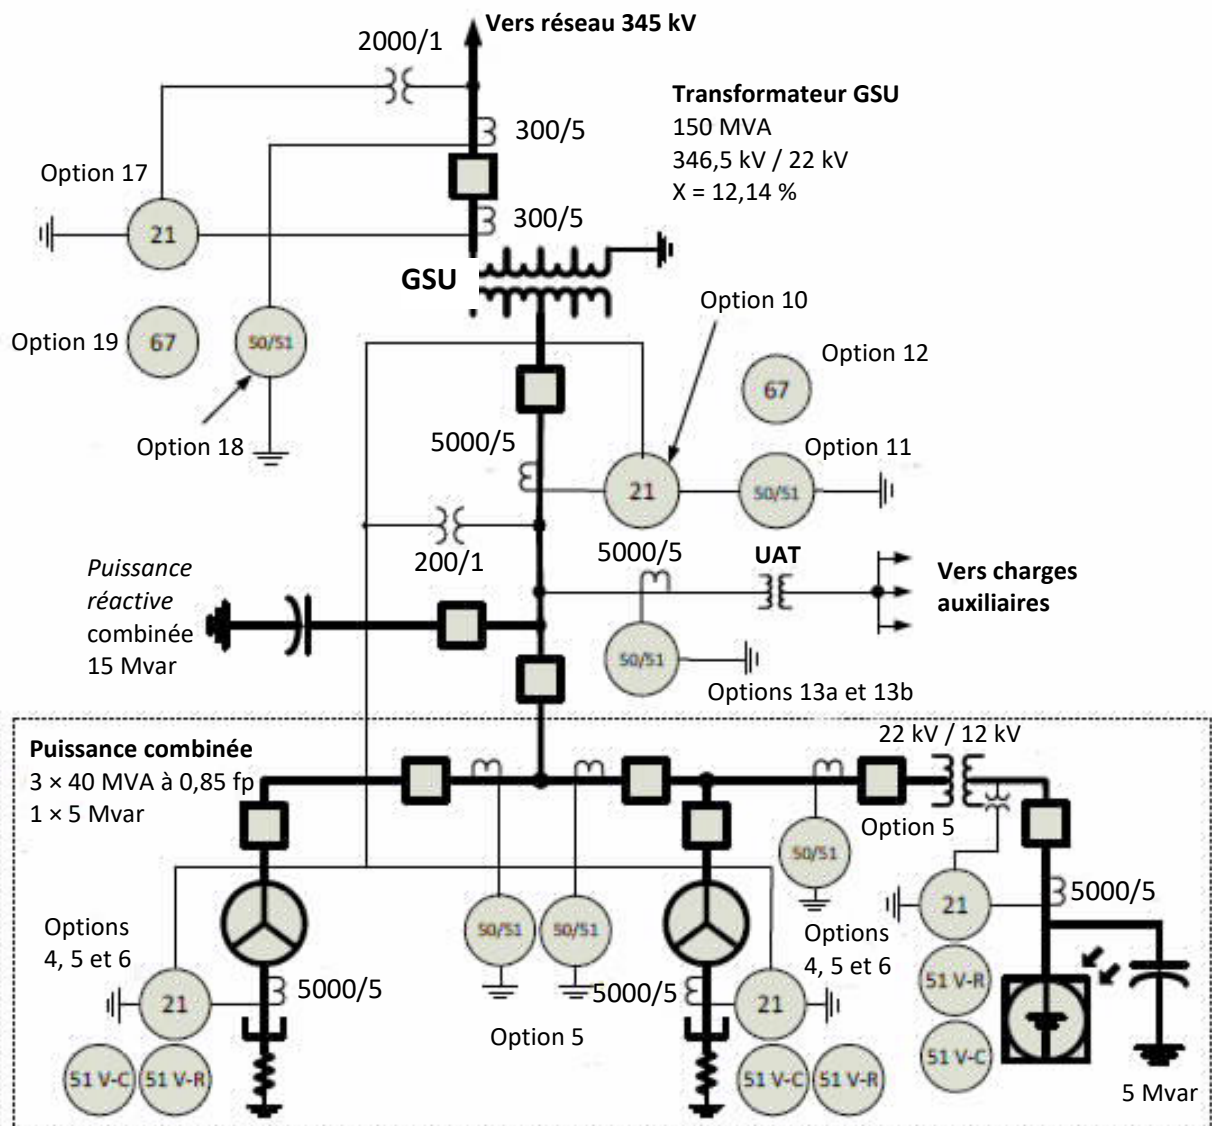 Vers réseau 345 kV
2000/1
Transformateur GSU
150 MVA
346,5 kV / 22 kV
X = 12,14 %
300/5
Option 17
300/5
21
GSU
Option 10
Option 19
67
50/51
Option 12
67
Option 18
5000/5
Option 11
21
50/51
200/1
5000/5
UAT
Vers charges
auxiliaires
Puissance
réactive
combinée
15 Mvar
50/51
Options 13a et 13b
Puissance combinée
3 × 40 MVA à 0,85 fp
1 × 5 Mvar
22 kV / 12 kV
Option 5
50/51
5000/5
21
Options
4, 5 et 6
50/51
50/51
Options
4, 5 et 6
51 V-R
21
5000/5
5000/5
21
Option 5
51 V-C
51 V-C
51 V-R
51 V-C
51 V-R
5 Mvar